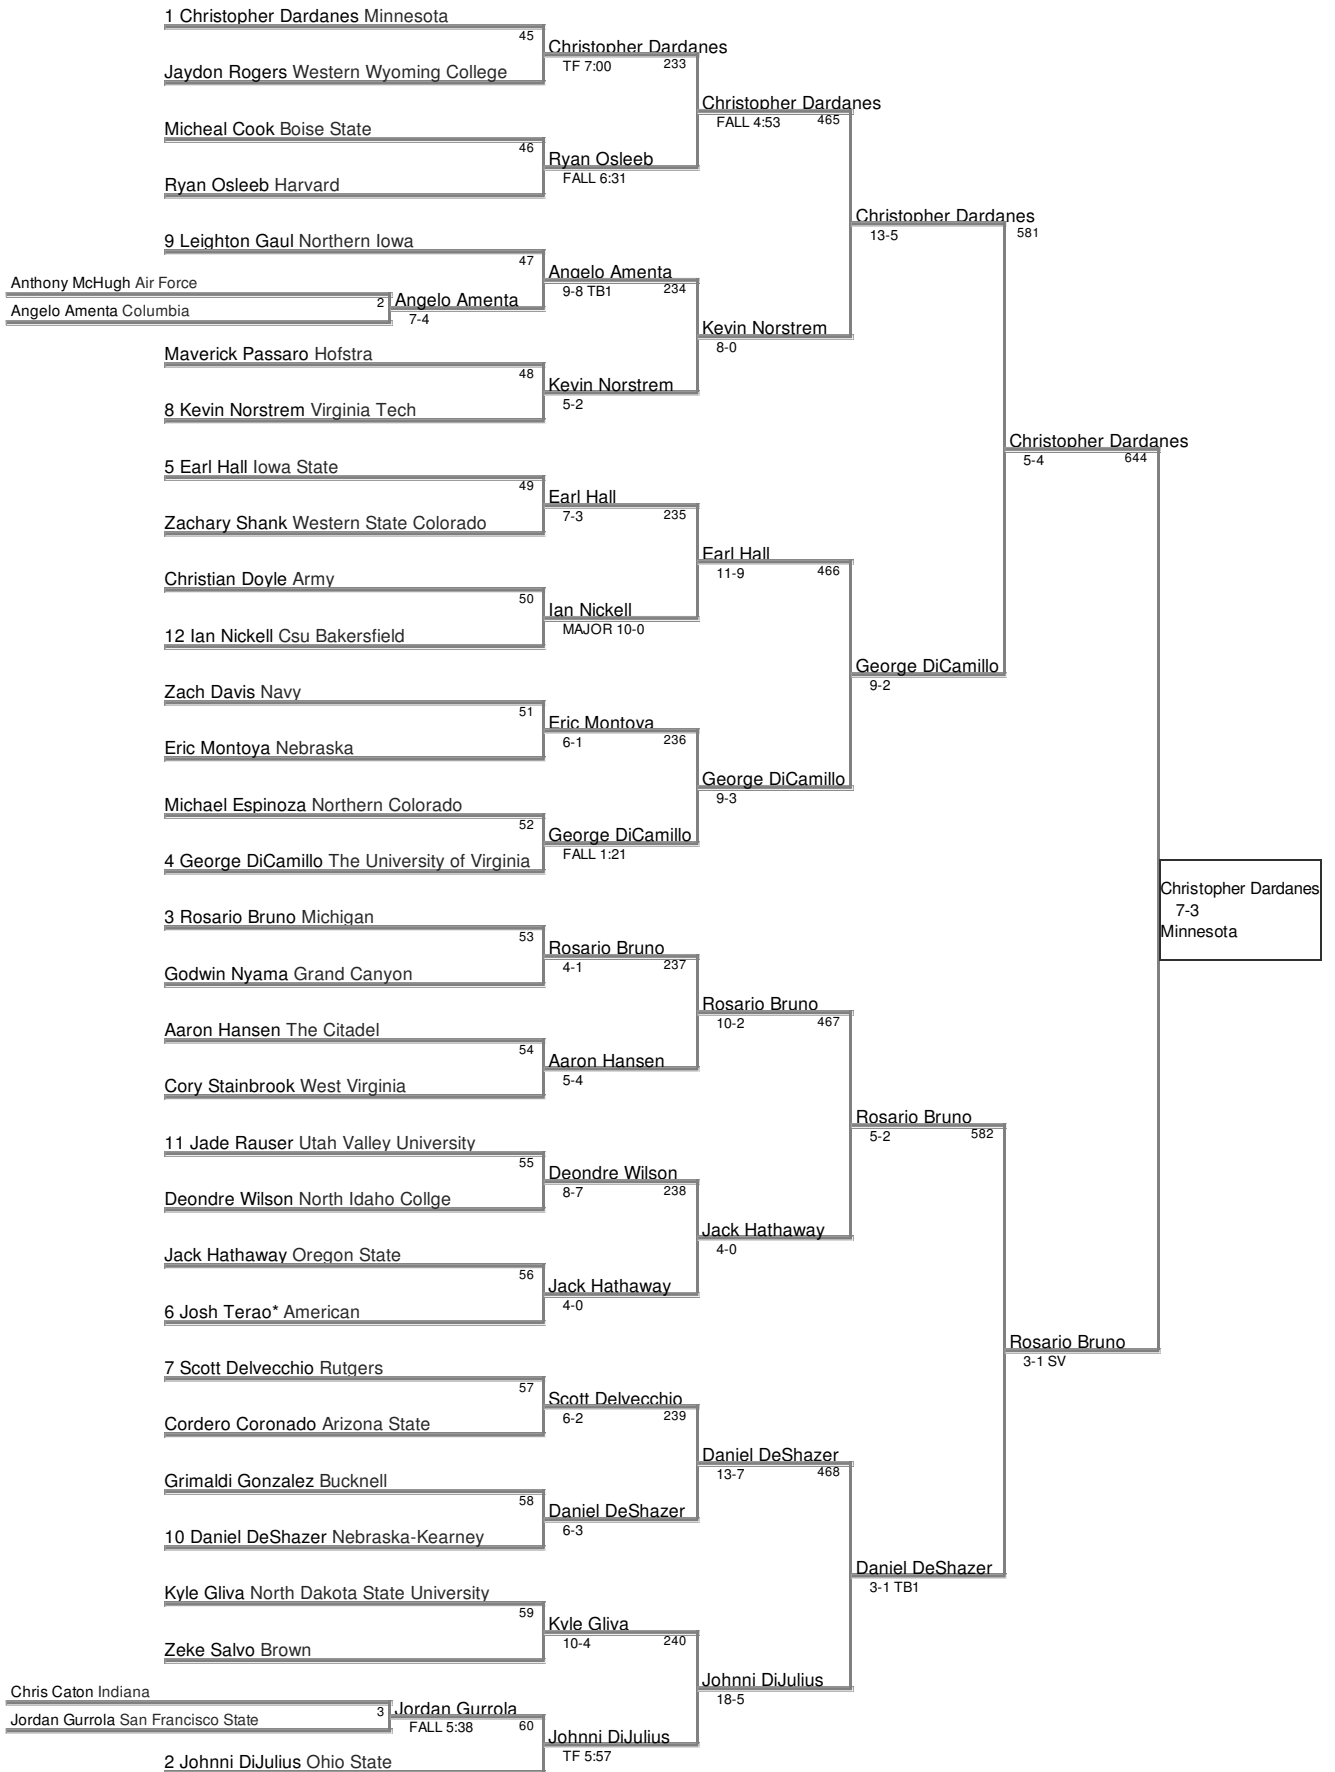 1 Christopher Dardanes Minnesota
45
Christopher Dardanes
TF 7:00
233
Jaydon Rogers Western Wyoming College
Christopher Dardanes
FALL 4:53
465
Micheal Cook Boise State
46
Ryan Osleeb
FALL 6:31
Ryan Osleeb Harvard
Christopher Dardanes
13-5
581
9 Leighton Gaul Northern Iowa
47
Angelo Amenta
9-8 TB1
234
Anthony McHugh Air Force
2
Angelo Amenta
7-4
Angelo Amenta Columbia
Kevin Norstrem
8-0
Maverick Passaro Hofstra
48
Kevin Norstrem
5-2
8 Kevin Norstrem Virginia Tech
Christopher Dardanes
5-4
644
5 Earl Hall Iowa State
49
Earl Hall
7-3
235
Zachary Shank Western State Colorado
Earl Hall
11-9
466
Christian Doyle Army
50
Ian Nickell
MAJOR 10-0
12 Ian Nickell Csu Bakersfield
George DiCamillo
9-2
Zach Davis Navy
51
Eric Montoya
6-1
236
Eric Montoya Nebraska
George DiCamillo
9-3
Michael Espinoza Northern Colorado
52
George DiCamillo
FALL 1:21
4 George DiCamillo The University of Virginia
Christopher Dardanes
7-3
Minnesota
3 Rosario Bruno Michigan
53
Rosario Bruno
4-1
237
Godwin Nyama Grand Canyon
Rosario Bruno
10-2
467
Aaron Hansen The Citadel
54
Aaron Hansen
5-4
Cory Stainbrook West Virginia
Rosario Bruno
5-2
582
11 Jade Rauser Utah Valley University
55
Deondre Wilson
8-7
238
Deondre Wilson North Idaho Collge
Jack Hathaway
4-0
Jack Hathaway Oregon State
56
Jack Hathaway
4-0
6 Josh Terao* American
Rosario Bruno
3-1 SV
7 Scott Delvecchio Rutgers
57
Scott Delvecchio
6-2
239
Cordero Coronado Arizona State
Daniel DeShazer
13-7
468
Grimaldi Gonzalez Bucknell
58
Daniel DeShazer
6-3
10 Daniel DeShazer Nebraska-Kearney
Daniel DeShazer
3-1 TB1
Kyle Gliva North Dakota State University
59
Kyle Gliva
10-4
240
Zeke Salvo Brown
Johnni DiJulius
18-5
Chris Caton Indiana
3
Jordan Gurrola
FALL 5:38
60
Jordan Gurrola San Francisco State
Johnni DiJulius
TF 5:57
2 Johnni DiJulius Ohio State